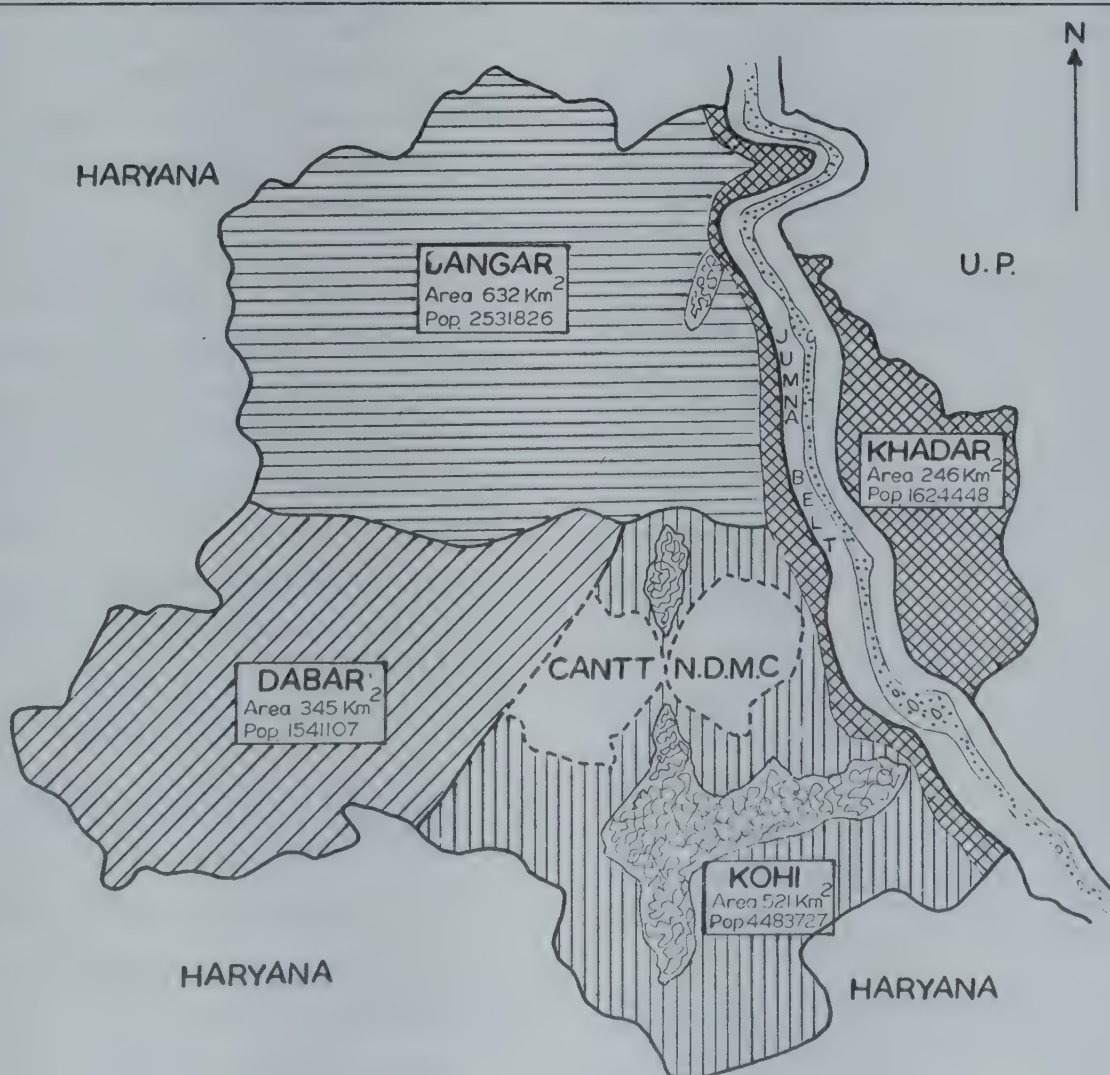 N
HARYANA
U.P.
BANGAR
Area 632 Km²
Pop 2531826
JUMNA BELT
KHADAR
Area 246 Km²
Pop 1624448
CANTT
N.D.M.C
DABAR
Area 345 Km²
Pop 1541107
KOHI
Area 521 Km²
Pop 4483727
HARYANA
HARYANA